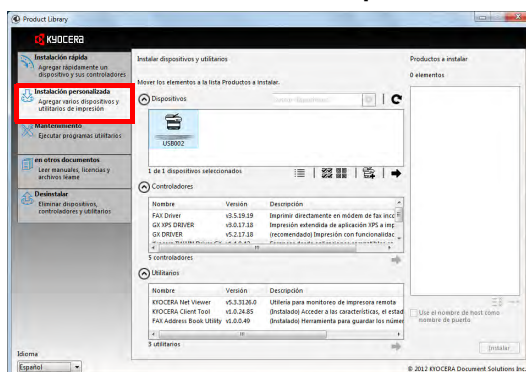 Product Library
KYOCERA
Instalación rápida
Agregar rápidamente un
dispositivo y sus controladores
Instalación personalizada
Agregar varios dispositivos y
utilitarios de impresión
Mantenimiento
Ejecutar programas utilitarios
en otros documentos
Leer manuales, licencias y
archivos léame
Desinstalar
Eliminar dispositivos,
controladores y utilitarios
Idioma
Español
Instalar dispositivos y utilitarios
Mover los elementos a la lista Productos a instalar.
Dispositivos
USB002
1 de 1 dispositivos seleccionados
Controladores
Nombre Versión Descripción
FAX Driver v3.5.19.19 Imprimir directamente en módem de fax inco
GX XPS DRIVER v3.0.17.18 Impresión extendida de aplicación XPS a imp
GX DRIVER v5.2.17.18 (recomendado) Impresión con funcionalidac
5 controladores
Utilitarios
Nombre Versión Descripción
KYOCERA Net Viewer v5.3.3126.0 Utilería para monitoreo de impresora remota
KYOCERA Client Tool v1.0.24.85 (Instalado) Acceder a las características, el estad
FAX Address Book Utility v1.0.0.49 (Instalado) Herramienta para guardar los númer
3 utilitarios
Productos a instalar
0 elementos
Use el nombre de host como
nombre de puerto
Instalar
© 2012 KYOCERA Document Solutions Inc.